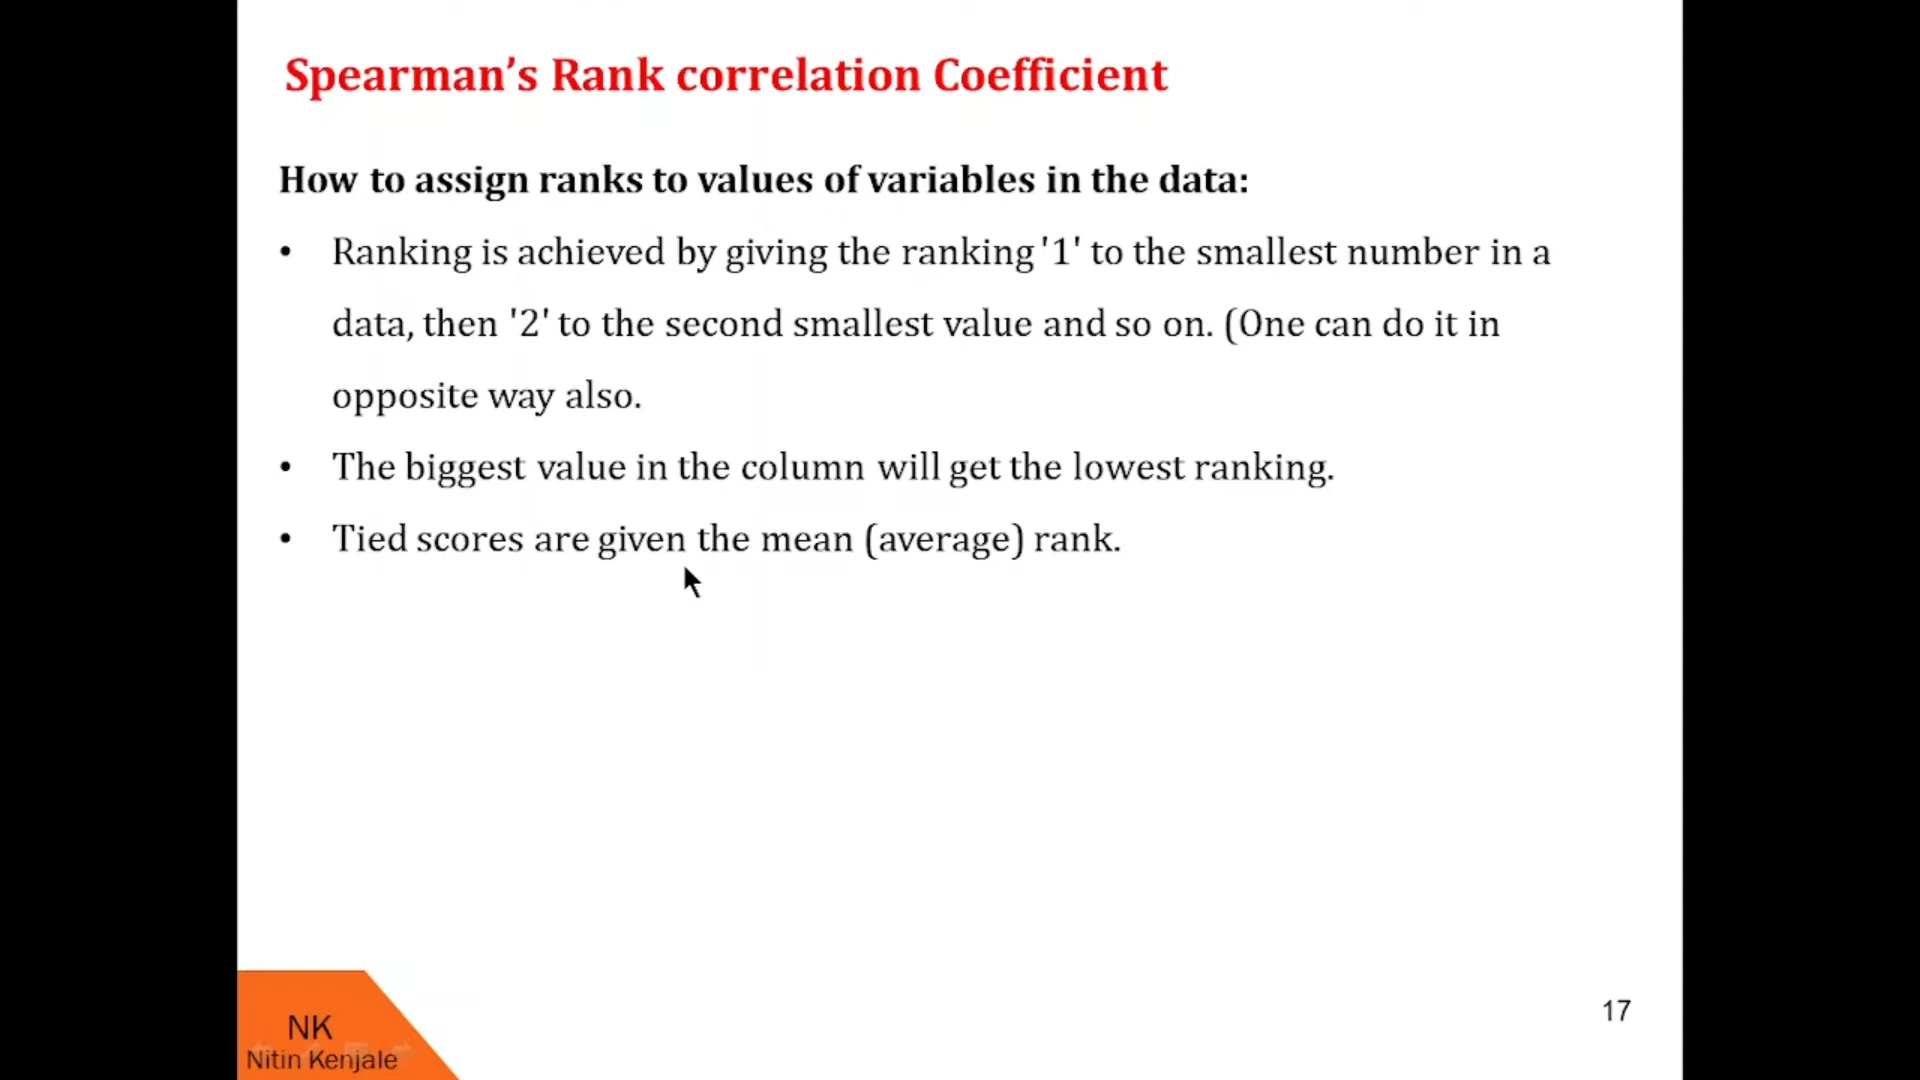 Spearman’s Rank correlation Coefficient
How to assign ranks to values of variables in the data:
• Ranking is achieved by giving the ranking '1' to the smallest number in a
data, then '2' to the second smallest value and so on. (One can do it in
opposite way also.
• The biggest value in the column will get the lowest ranking.
• Tied scores are given the mean (average) rank.
NK
Nitin Kenjale
17